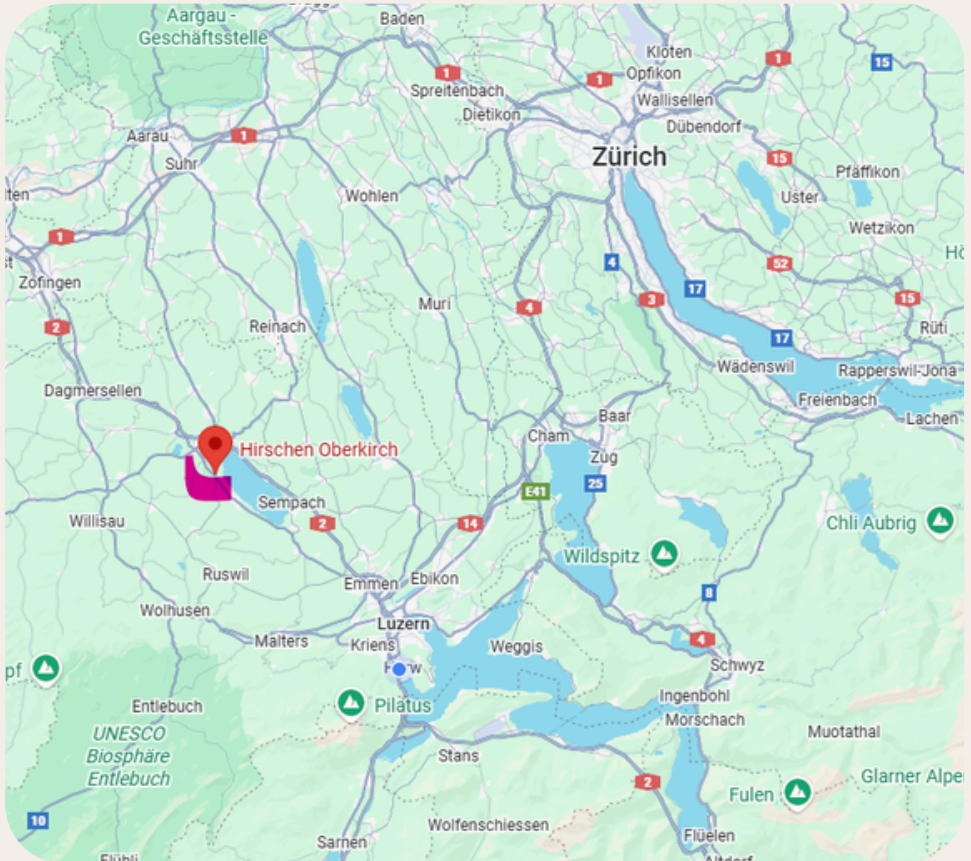 Aargau -
Geschäftsstelle
Baden
Kloten
Opfikon
1
15
1
1
Spreitenbach
Wallisellen
Dietikon
Dübendorf
Aarau
1
Suhr
Zürich
15
Pfäffikon
Wohlen
Uster
Wetzikon
1
4
52
Zofingen
17
3
15
4
Muri
2
Reinach
17
Rüti
Wädenswil
Rapperswil-Jona
Dagmersellen
Freienbach
Lachen
Baar
Cham
Hirschen Oberkirch
Zug
E41
25
Sempach
2
14
Willisau
Chli Aubrig
Wildspitz
Ruswil
Emmen
Ebikon
8
Wolhusen
Luzern
Malters
Kriens
Weggis
4
Schwyz
Ingenbohl
Entlebuch
Pilatus
Morschach
UNESCO
Biosphäre
Entlebuch
Muotathal
Stans
2
Glarner Alpe
Fulen
10
Wolfenschiessen
Flüelen
Sarnen